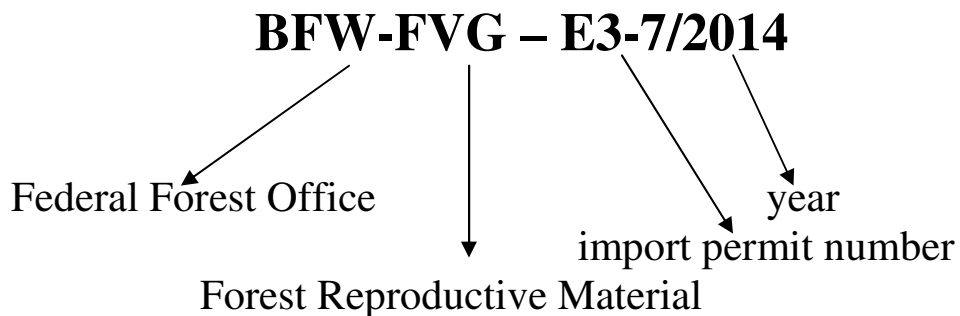 BFW-FVG – E3-7/2014
Federal Forest Office
year
import permit number
Forest Reproductive Material